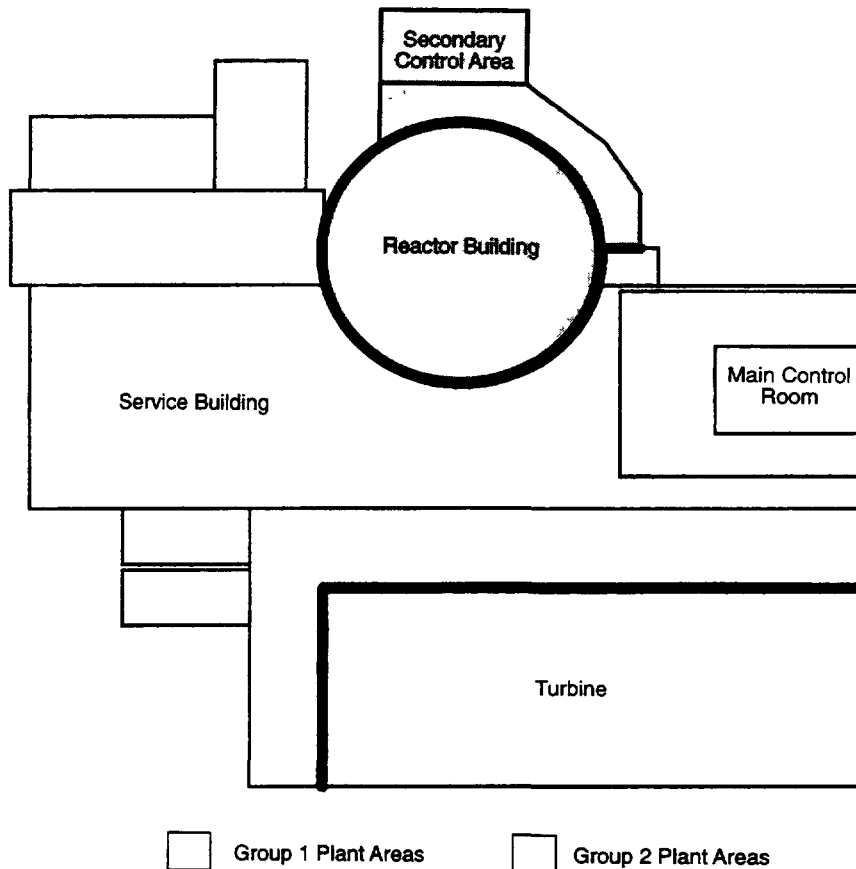 Secondary
Control Area
Reactor Building
Main Control
Room
Service Building
Turbine
Group 1 Plant Areas
Group 2 Plant Areas